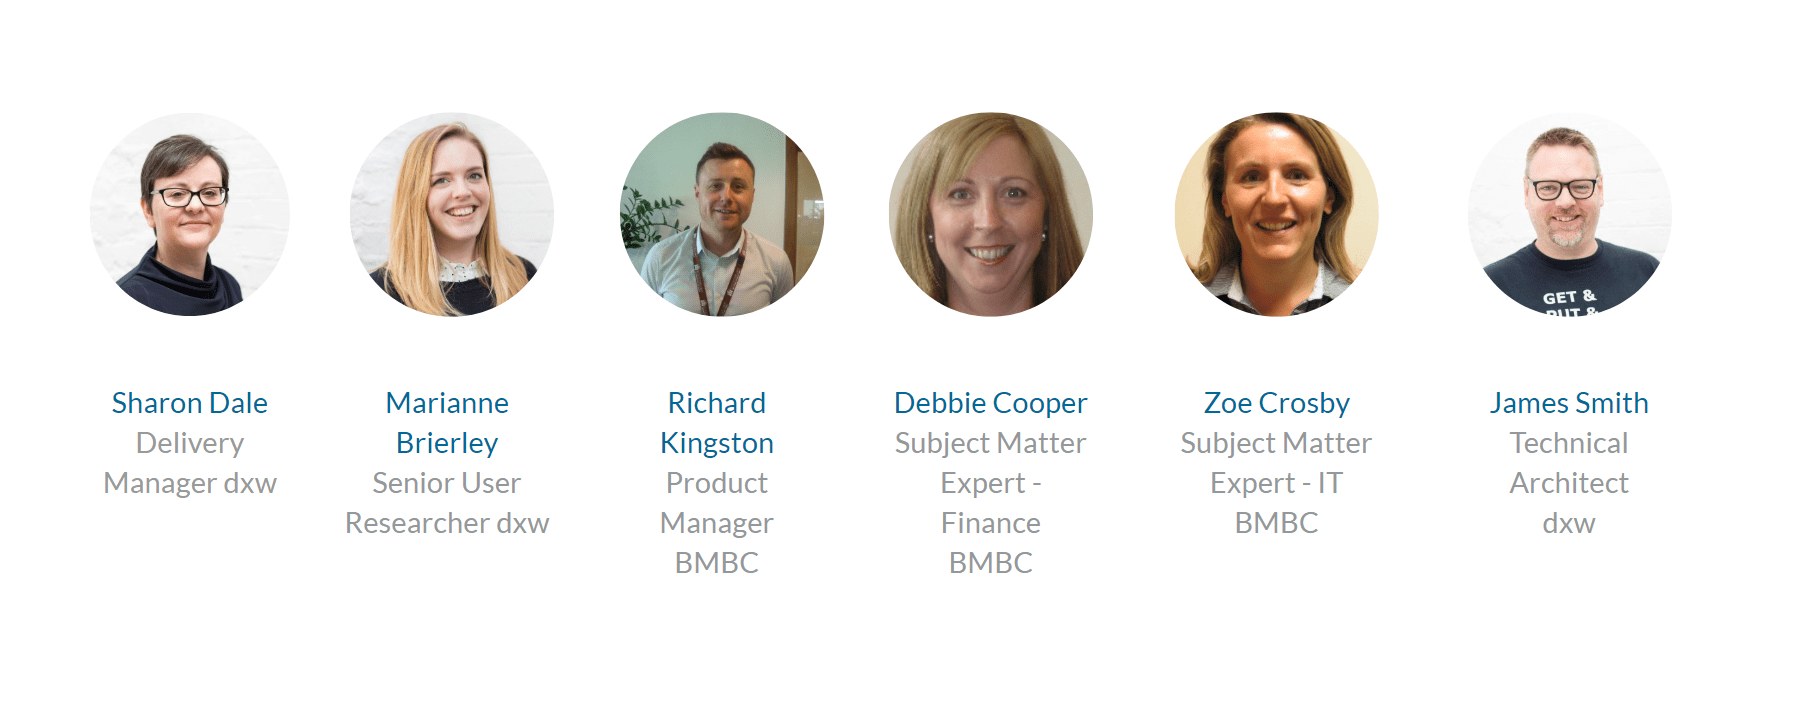 GET &
PUT &
Sharon Dale
Delivery
Manager dxw
Marianne
Brierley
Senior User
Researcher dxw
Richard
Kingston
Product
Manager
BMBC
Debbie Cooper
Subject Matter
Expert -
Finance
BMBC
Zoe Crosby
Subject Matter
Expert - IT
BMBC
James Smith
Technical
Architect
dxw